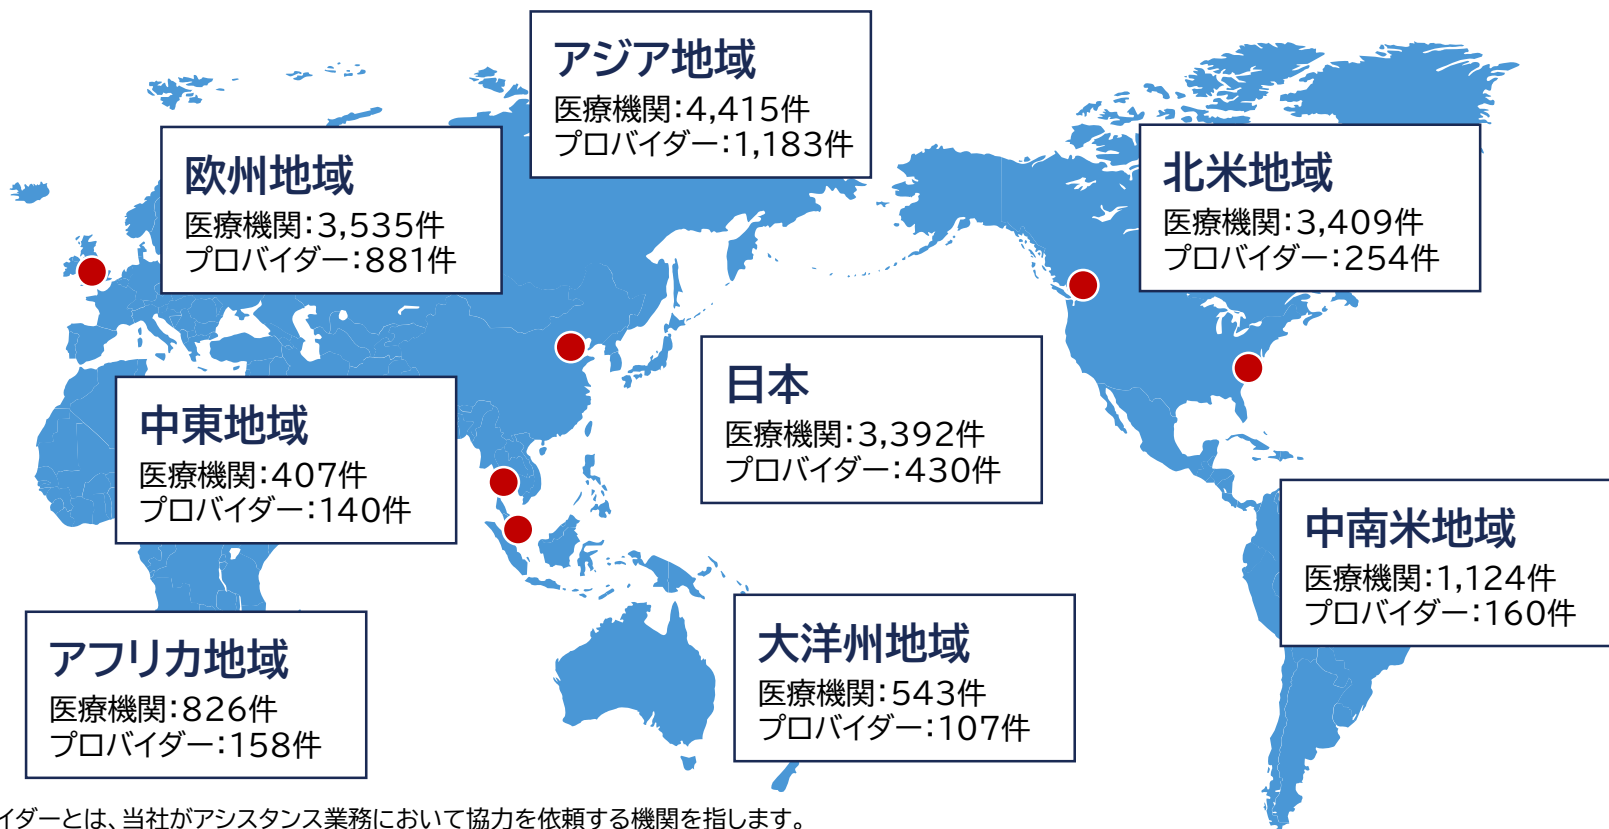 アジア地域
医療機関：4,415件
プロバイダー：1,183件
欧州地域
医療機関：3,535件
プロバイダー：881件
北米地域
医療機関：3,409件
プロバイダー：254件
日本
医療機関：3,392件
プロバイダー：430件
中東地域
医療機関：407件
プロバイダー：140件
中南米地域
医療機関：1,124件
プロバイダー：160件
アフリカ地域
医療機関：826件
プロバイダー：158件
大洋州地域
医療機関：543件
プロバイダー：107件
イダーとは、当社がアシスタンス業務において協力を依頼する機関を指します。